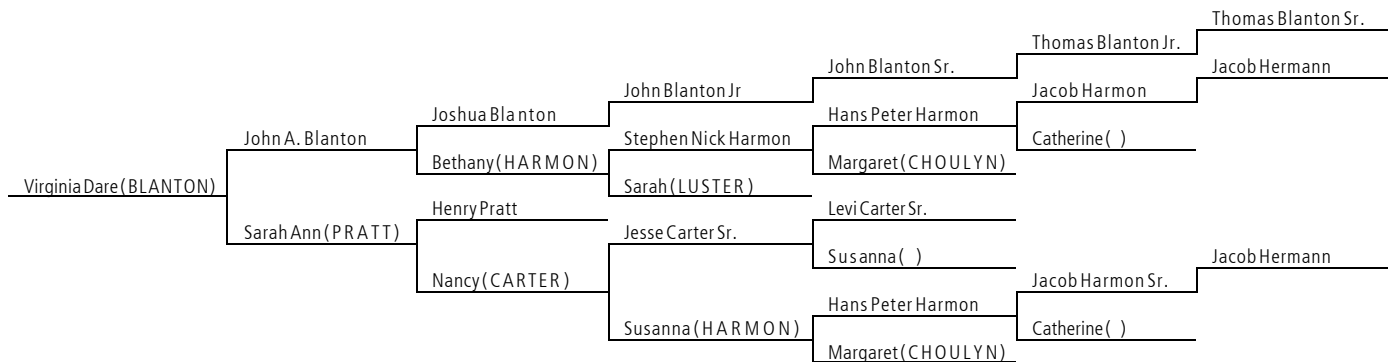 Thomas Blanton Sr.
Thomas Blanton Jr.
John Blanton Sr.
Jacob Hermann
John Blanton Jr
Jacob Harmon
Joshua Blanton
Hans Peter Harmon
John A. Blanton
Stephen Nick Harmon
Catherine ( )
Bethany (HARMON)
Margaret (CHOULYN)
Virginia Dare (BLANTON)
Sarah (LUSTER)
Henry Pratt
Levi Carter Sr.
Sarah Ann (PRATT)
Jesse Carter Sr.
Susanna ( )
Jacob Hermann
Nancy (CARTER)
Jacob Harmon Sr.
Hans Peter Harmon
Susanna (HARMON)
Catherine ( )
Margaret (CHOULYN)